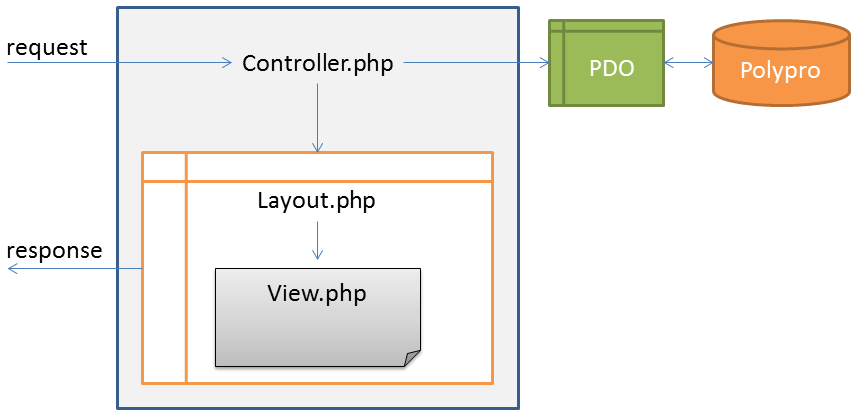 request
Controller.php
PDO
Polypro
Layout.php
response
View.php